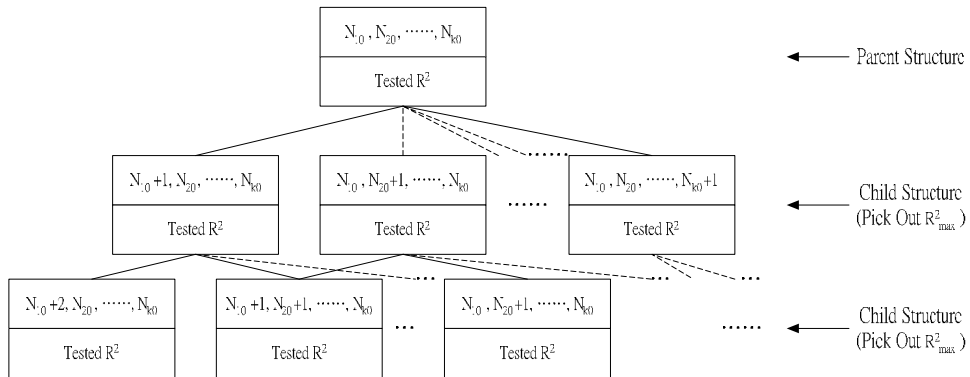 N₁₀ , N₂₀ , ······, Nₖ₀
Tested R²
Parent Structure
······
N₁₀ +1, N₂₀ , ······, Nₖ₀
Tested R²
N₁₀ , N₂₀+1, ······, Nₖ₀
Tested R²
······
N₁₀ , N₂₀ , ······, Nₖ₀+1
Tested R²
Child Structure
(Pick Out R²max )
···
···
···
N₁₀ +2, N₂₀ , ······, Nₖ₀
Tested R²
N₁₀ +1, N₂₀+1, ······, Nₖ₀
Tested R²
···
N₁₀ , N₂₀+1, ······, Nₖ₀
Tested R²
······
Child Structure
(Pick Out R²max )